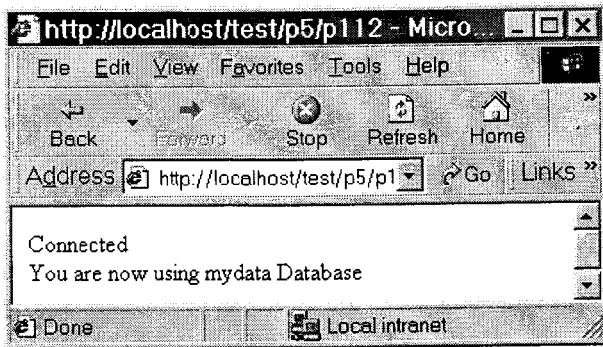 http://localhost/test/p5/p112 - Micro...
File Edit View Favorites Tools Help
Back Forward Stop Refresh Home »
Address http://localhost/test/p5/p1 Go Links »
Connected
You are now using mydata Database
Done Local intranet